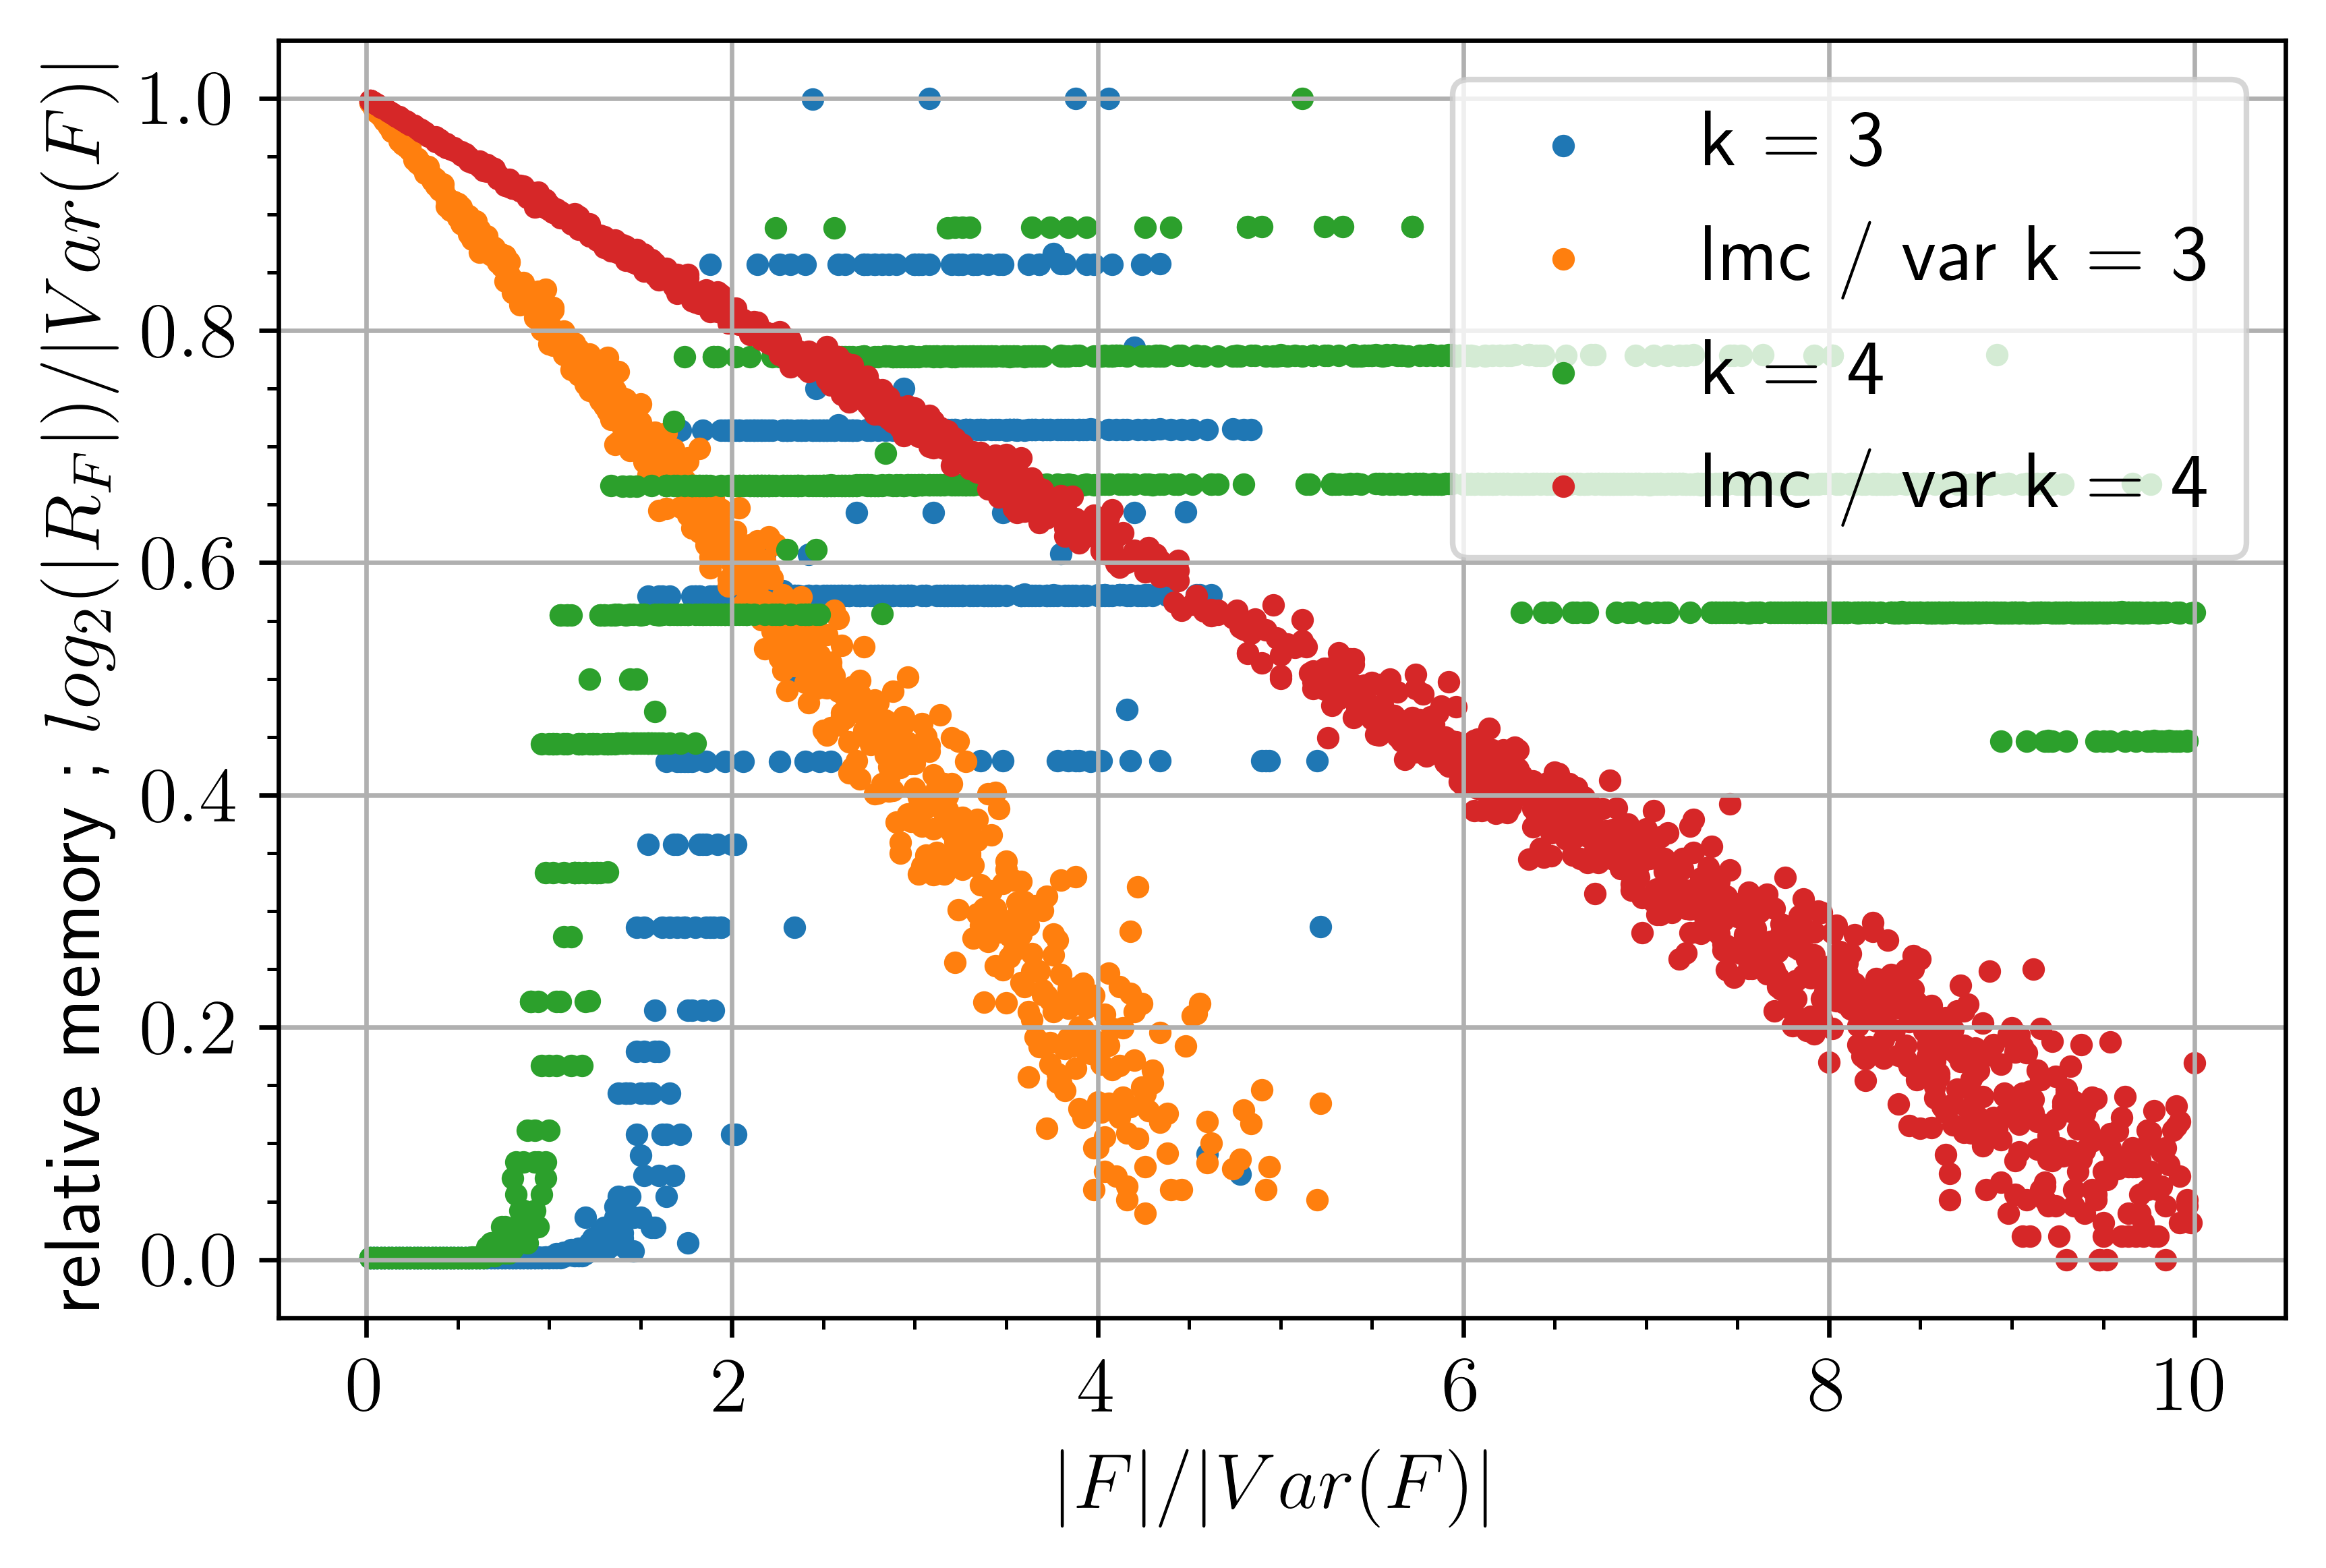 relative memory : log2(|R_F|)/|Var(F)|
1.0
0.8
0.6
0.4
0.2
0.0
k = 3
lmc / var k = 3
k = 4
lmc / var k = 4
0 2 4 6 8 10
|F|/|Var(F)|